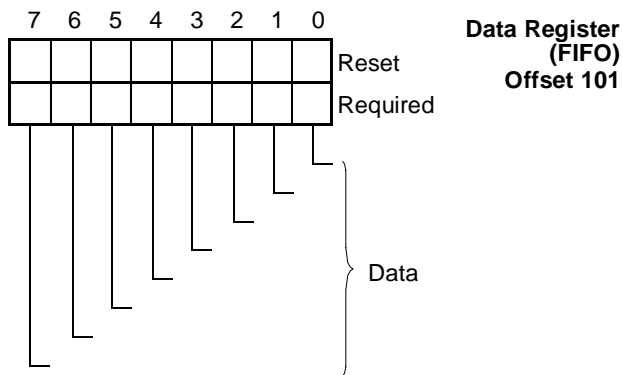 7 6 5 4 3 2 1 0
Data Register
(FIFO)
Offset 101
Reset
Required
Data